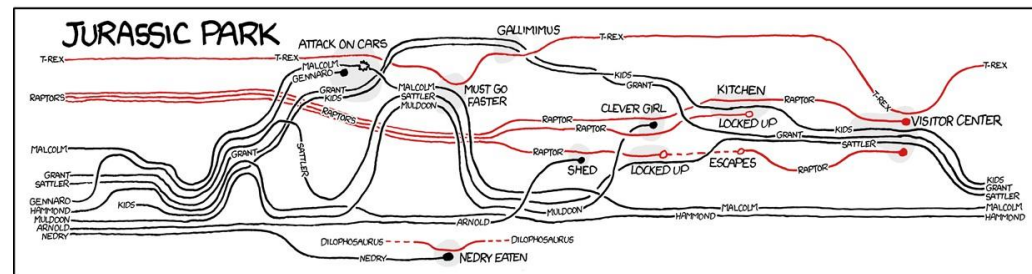 JURASSIC PARK
ATTACK ON CARS
GALLIMIMUS
T-REX
T-REX
T-REX
T-REX
T-REX
MALCOLM
GENNARO
GRANT
KIDS
MALCOLM
SATTLER
MULDOON
MUST GO
FASTER
KIDS
GRANT
KITCHEN
RAPTOR
CLEVER GIRL
RAPTORS
RAPTORS
RAPTOR
RAPTOR
LOCKED UP
VISITOR CENTER
KIDS
GRANT
SATTLER
MALCOLM
GRANT
SATTLER
RAPTOR
SHED
LOCKED UP
ESCAPES
RAPTOR
GRANT
SATTLER
GENNARO
HAMMOND
KIDS
MULDOON
ARNOLD
NEDRY
ARNOLD
MULDOON
MALCOLM
HAMMOND
KIDS
GRANT
SATTLER
MALCOLM
HAMMOND
DILOPHOSAURUS
DILOPHOSAURUS
NEDRY
NEDRY EATEN